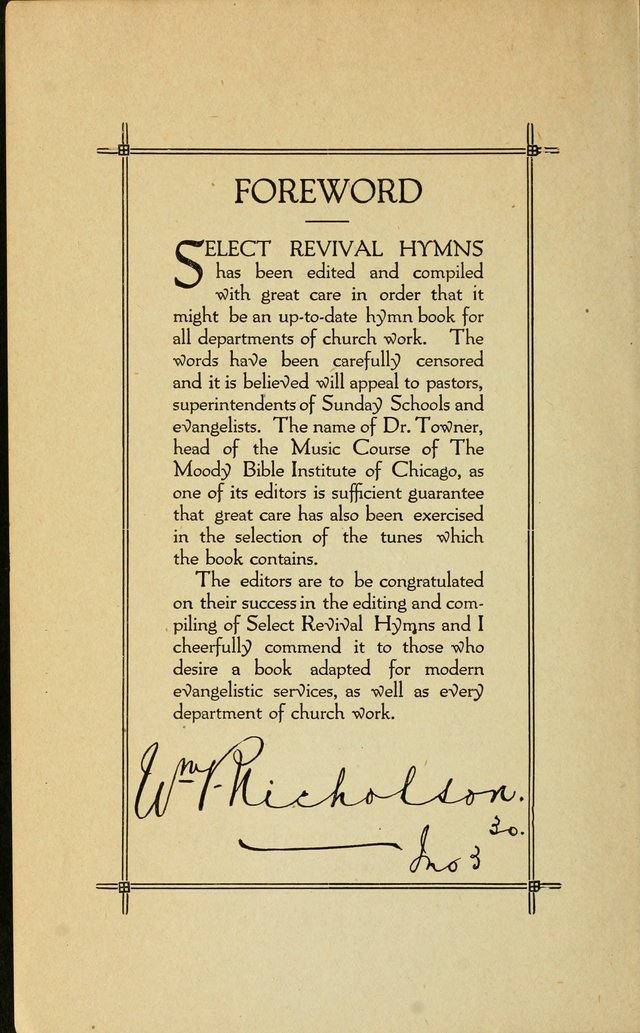 FOREWORD
SELECT REVIVAL HYMNS
has been edited and compiled
with great care in order that it
might be an up-to-date hymn book for
all departments of church work. The
words have been carefully censored
and it is believed will appeal to pastors,
superintendents of Sunday Schools and
evangelists. The name of Dr. Towner,
head of the Music Course of The
Moody Bible Institute of Chicago, as
one of its editors is sufficient guarantee
that great care has also been exercised
in the selection of the tunes which
the book contains.
The editors are to be congratulated
on their success in the editing and com-
piling of Select Revival Hymns and I
cheerfully commend it to those who
desire a book adapted for modern
evangelistic services, as well as every
department of church work.
Wm P. Nicholson.
Jno 3 30.